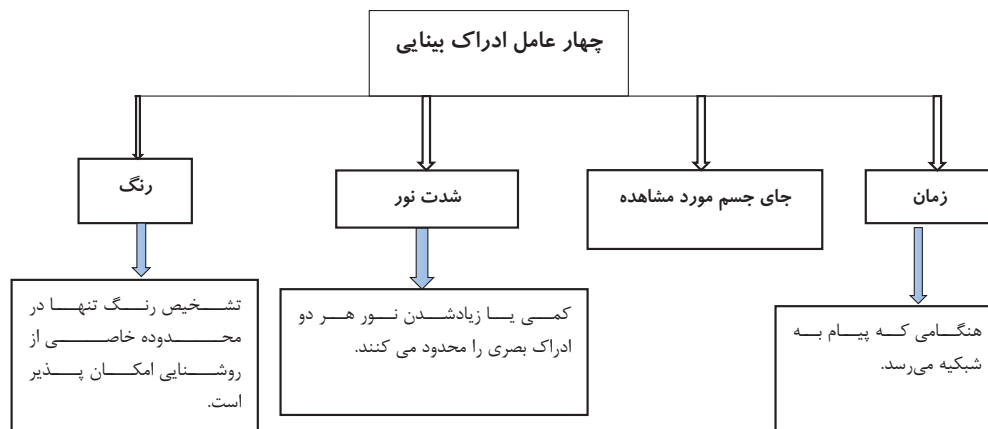 چهار عامل ادراک بینایی
زمان
جای جسم مورد مشاهده
شدت نور
رنگ
هنگامی که پیام به
شبکیه می‌رسد.
کمی یا زیادشدن نور هر دو
ادراک بصری را محدود می کنند.
تشخیص رنگ تنها در
محدوده خاصی از
روشنایی امکان پذیر
است.